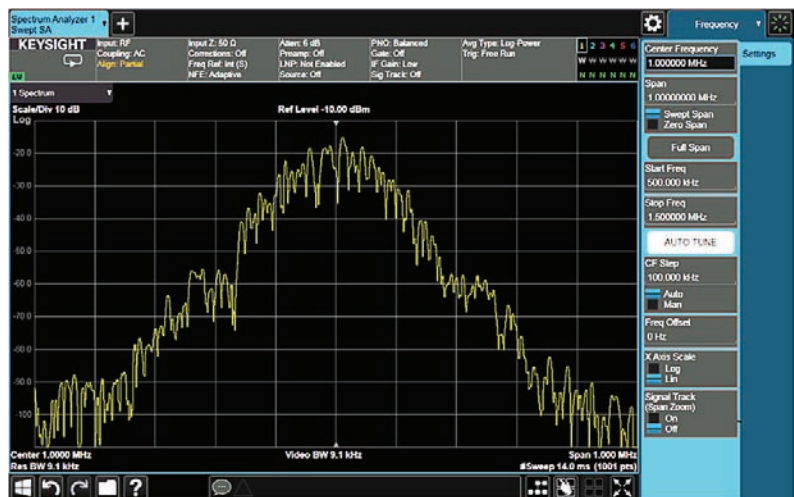 Spectrum Analyzer 1
Swept SA
+
Frequency
KEYSIGHT
Input: RF
Coupling: AC
Align: Partial
Input Z: 50 Ω
Corrections: Off
Freq Ref: Int (S)
NFE: Adaptive
Atten: 6 dB
Preamp: Off
LNP: Not Enabled
Source: Off
PNO: Balanced
Gate: Off
IF Gain: Low
Sig Track: Off
Avg Type: Log-Power
Trig: Free Run
1 2 3 4 5 6
W W W W W W
N N N N N N
1 Spectrum
Scale/Div 10 dB
Ref Level -10.00 dBm
Log
-20.0
-30.0
-40.0
-50.0
-60.0
-70.0
-80.0
-90.0
-100
Center 1.0000 MHz
Video BW 9.1 kHz
Span 1.000 MHz
Res BW 9.1 kHz
#Sweep 14.0 ms (1001 pts)
?
Settings
Center Frequency
1.000000 MHz
Span
1.00000000 MHz
Swept Span
Zero Span
Full Span
Start Freq
500.000 kHz
Stop Freq
1.500000 MHz
AUTO TUNE
CF Step
100.000 kHz
Auto
Man
Freq Offset
0 Hz
X Axis Scale
Log
Lin
Signal Track
(Span Zoom)
On
Off